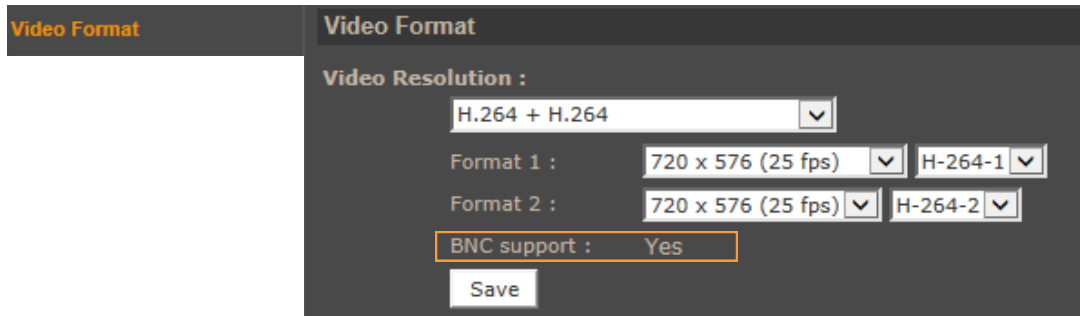 Video Format
Video Format
Video Resolution :
H.264 + H.264
Format 1 : 720 x 576 (25 fps) H-264-1
Format 2 : 720 x 576 (25 fps) H-264-2
BNC support : Yes
Save